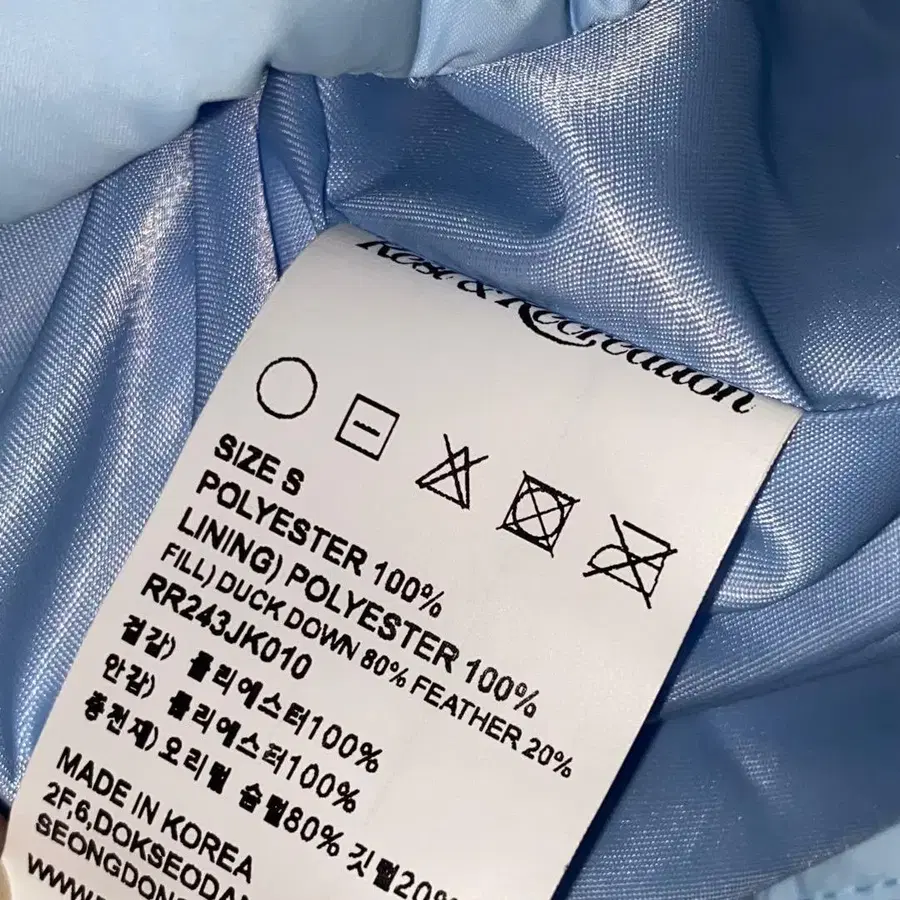 Rest & Recreation
SIZE S
POLYESTER 100%
LINING) POLYESTER 100%
FILL) DUCK DOWN 80% FEATHER 20%
RR243JK010
겉감) 폴리에스터100%
안감) 폴리에스터100%
충전재)오리털 솜털80% 깃털20%
MADE IN KOREA
2F,6,DOKSEODA
SEONGDONG
WWW.